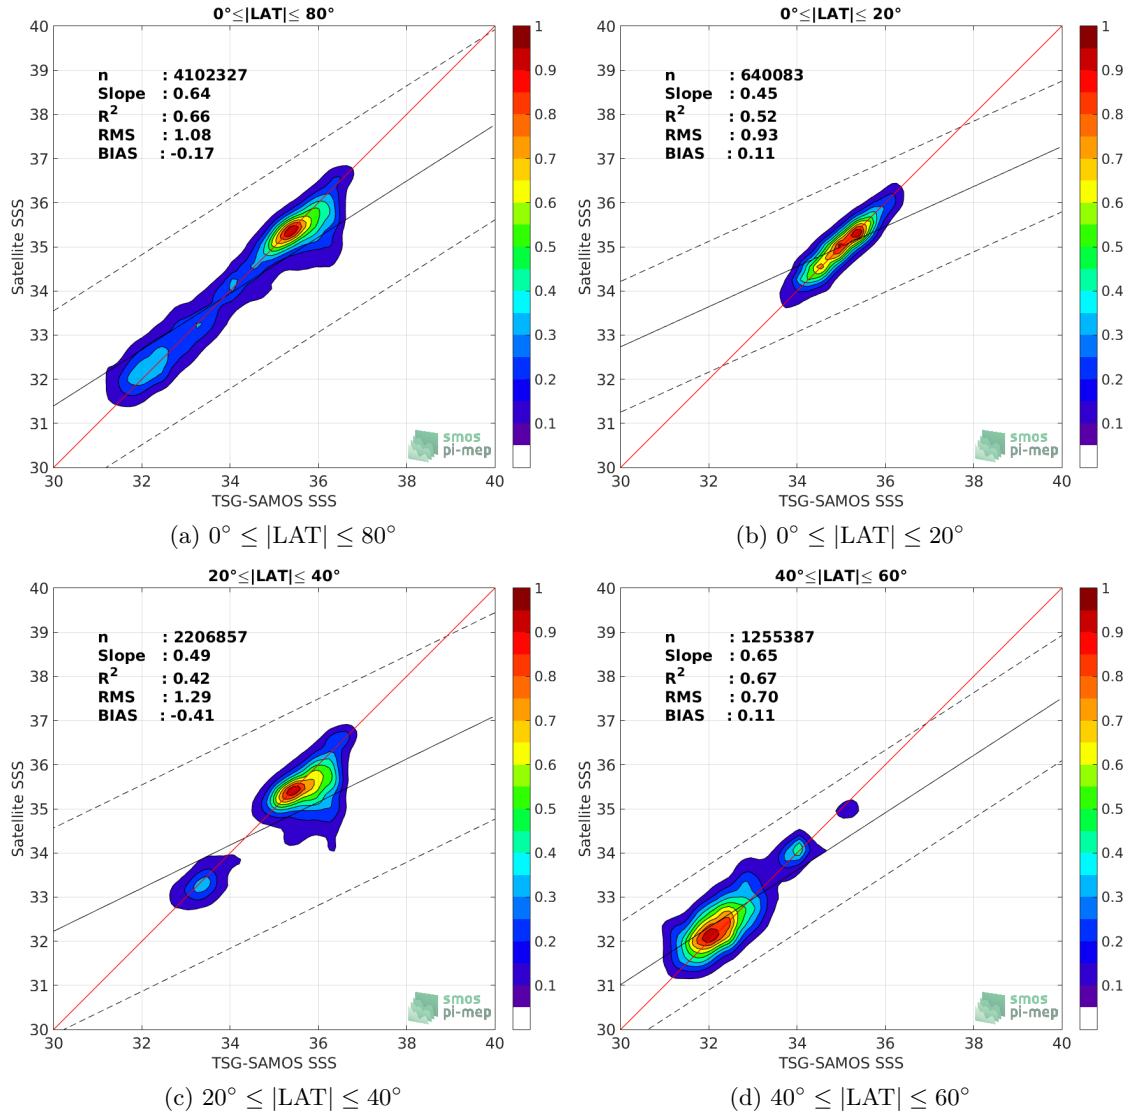 0°≤|LAT|≤ 80°
n : 4102327
Slope : 0.64
R2 : 0.66
RMS : 1.08
BIAS : -0.17
40
39
38
37
36
35
34
33
32
31
30
Satellite SSS
30 32 34 36 38 40
TSG-SAMOS SSS
1
0.9
0.8
0.7
0.6
0.5
0.4
0.3
0.2
0.1
smos
pi-mep
(a) 0° ≤ |LAT| ≤ 80°
0°≤|LAT|≤ 20°
n : 640083
Slope : 0.45
R2 : 0.52
RMS : 0.93
BIAS : 0.11
40
39
38
37
36
35
34
33
32
31
30
Satellite SSS
30 32 34 36 38 40
TSG-SAMOS SSS
1
0.9
0.8
0.7
0.6
0.5
0.4
0.3
0.2
0.1
smos
pi-mep
(b) 0° ≤ |LAT| ≤ 20°
20°≤|LAT|≤ 40°
n : 2206857
Slope : 0.49
R2 : 0.42
RMS : 1.29
BIAS : -0.41
40
39
38
37
36
35
34
33
32
31
30
Satellite SSS
30 32 34 36 38 40
TSG-SAMOS SSS
1
0.9
0.8
0.7
0.6
0.5
0.4
0.3
0.2
0.1
smos
pi-mep
(c) 20° ≤ |LAT| ≤ 40°
40°≤|LAT|≤ 60°
n : 1255387
Slope : 0.65
R2 : 0.67
RMS : 0.70
BIAS : 0.11
40
39
38
37
36
35
34
33
32
31
30
Satellite SSS
30 32 34 36 38 40
TSG-SAMOS SSS
1
0.9
0.8
0.7
0.6
0.5
0.4
0.3
0.2
0.1
smos
pi-mep
(d) 40° ≤ |LAT| ≤ 60°